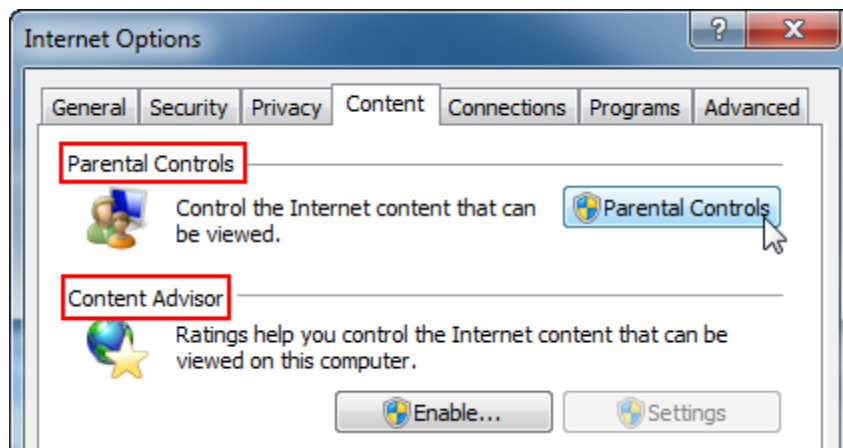 Internet Options
?
General Security Privacy Content Connections Programs Advanced
Parental Controls
Control the Internet content that can
be viewed.
Parental Controls
Content Advisor
Ratings help you control the Internet content that can be
viewed on this computer.
Enable... Settings